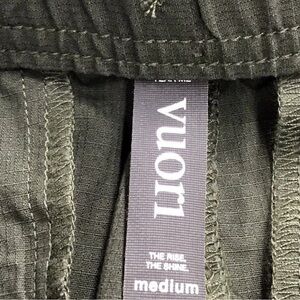 vuori
THE RISE.
THE SHINE.
medium